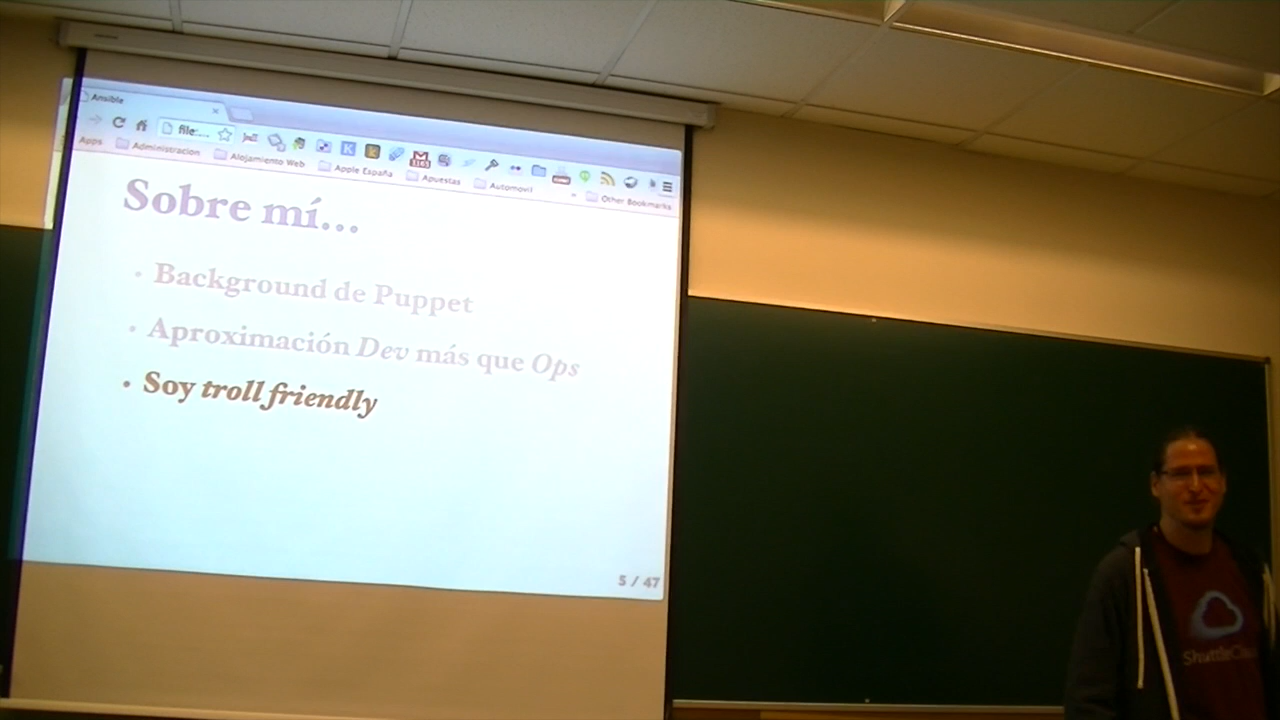 Ansible
file:...
Apps Administracion Alojamiento Web Apple España Apuestas Automovil Other Bookmarks
Sobre mí...
• Background de Puppet
• Aproximación Dev más que Ops
• Soy troll friendly
5 / 47